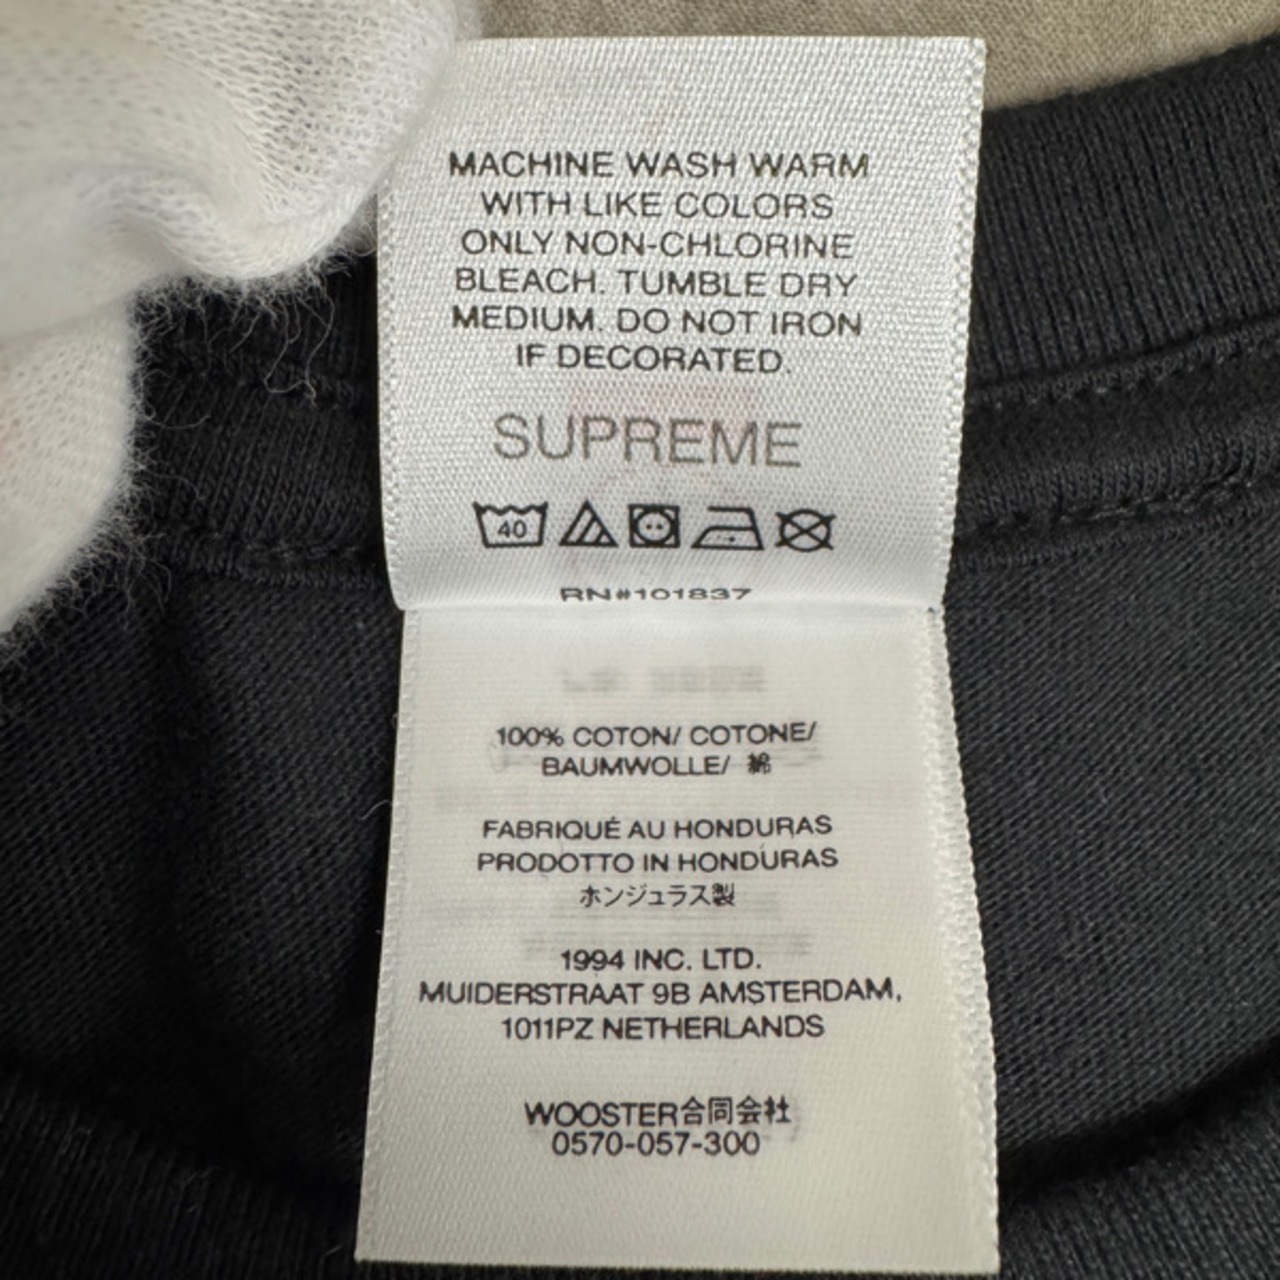 MACHINE WASH WARM
WITH LIKE COLORS
ONLY NON-CHLORINE
BLEACH. TUMBLE DRY
MEDIUM. DO NOT IRON
IF DECORATED.
SUPREME
40
RN#101837
100% COTON/ COTONE/
BAUMWOLLE/ 綿
FABRIQUÉ AU HONDURAS
PRODOTTO IN HONDURAS
ホンジュラス製
1994 INC. LTD.
MUIDERSTRAAT 9B AMSTERDAM,
1011PZ NETHERLANDS
WOOSTER合同会社
0570-057-300